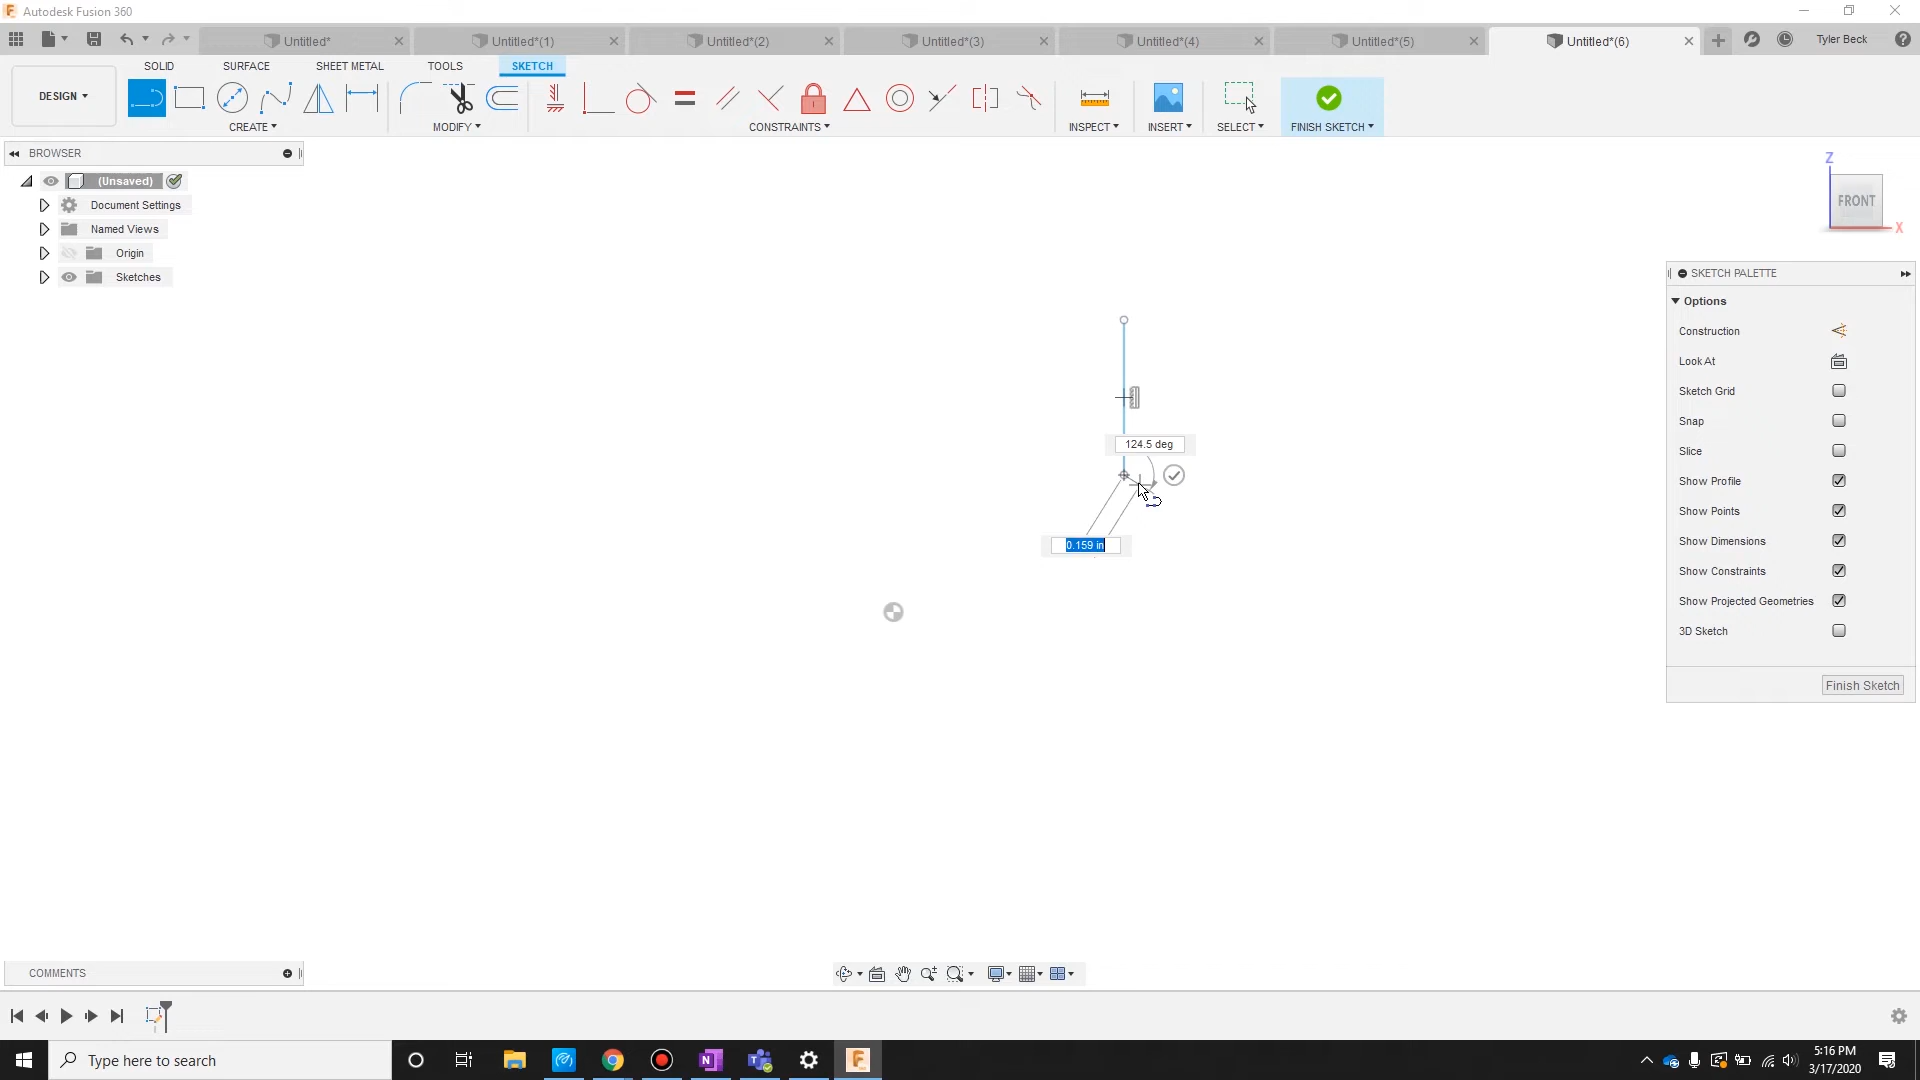 Autodesk Fusion 360
Untitled*
Untitled*(1)
Untitled*(2)
Untitled*(3)
Untitled*(4)
Untitled*(5)
Untitled*(6)
Tyler Beck
SOLID
SURFACE
SHEET METAL
TOOLS
SKETCH
DESIGN
CREATE
MODIFY
CONSTRAINTS
INSPECT
INSERT
SELECT
FINISH SKETCH
BROWSER
(Unsaved)
Document Settings
Named Views
Origin
Sketches
Z
FRONT
X
SKETCH PALETTE
Options
Construction
Look At
Sketch Grid
Snap
Slice
Show Profile
Show Points
Show Dimensions
Show Constraints
Show Projected Geometries
3D Sketch
Finish Sketch
124.5 deg
0.159 in
COMMENTS
Type here to search
5:16 PM
3/17/2020